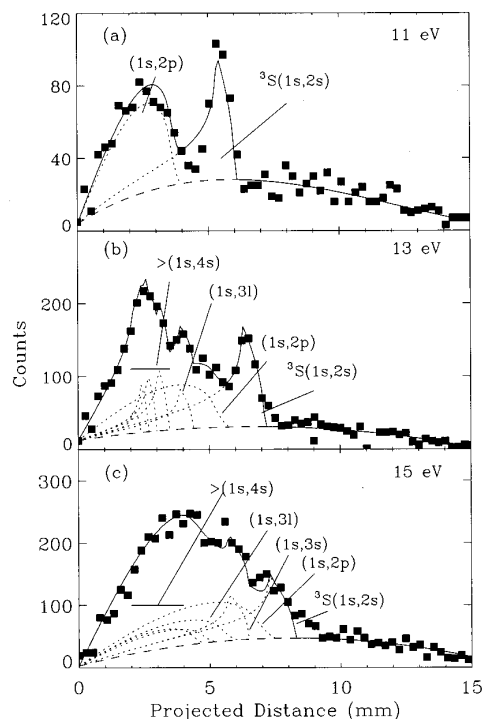 (a)
11 eV
120
(1s,2p)
³S(1s,2s)
80
40
0
(b)
13 eV
>(1s,4s)
(1s,3l)
200
(1s,2p)
³S(1s,2s)
100
0
Counts
(c)
15 eV
300
>(1s,4s)
(1s,3l)
(1s,3s)
200
(1s,2p)
³S(1s,2s)
100
0
0 5 10 15
Projected Distance (mm)